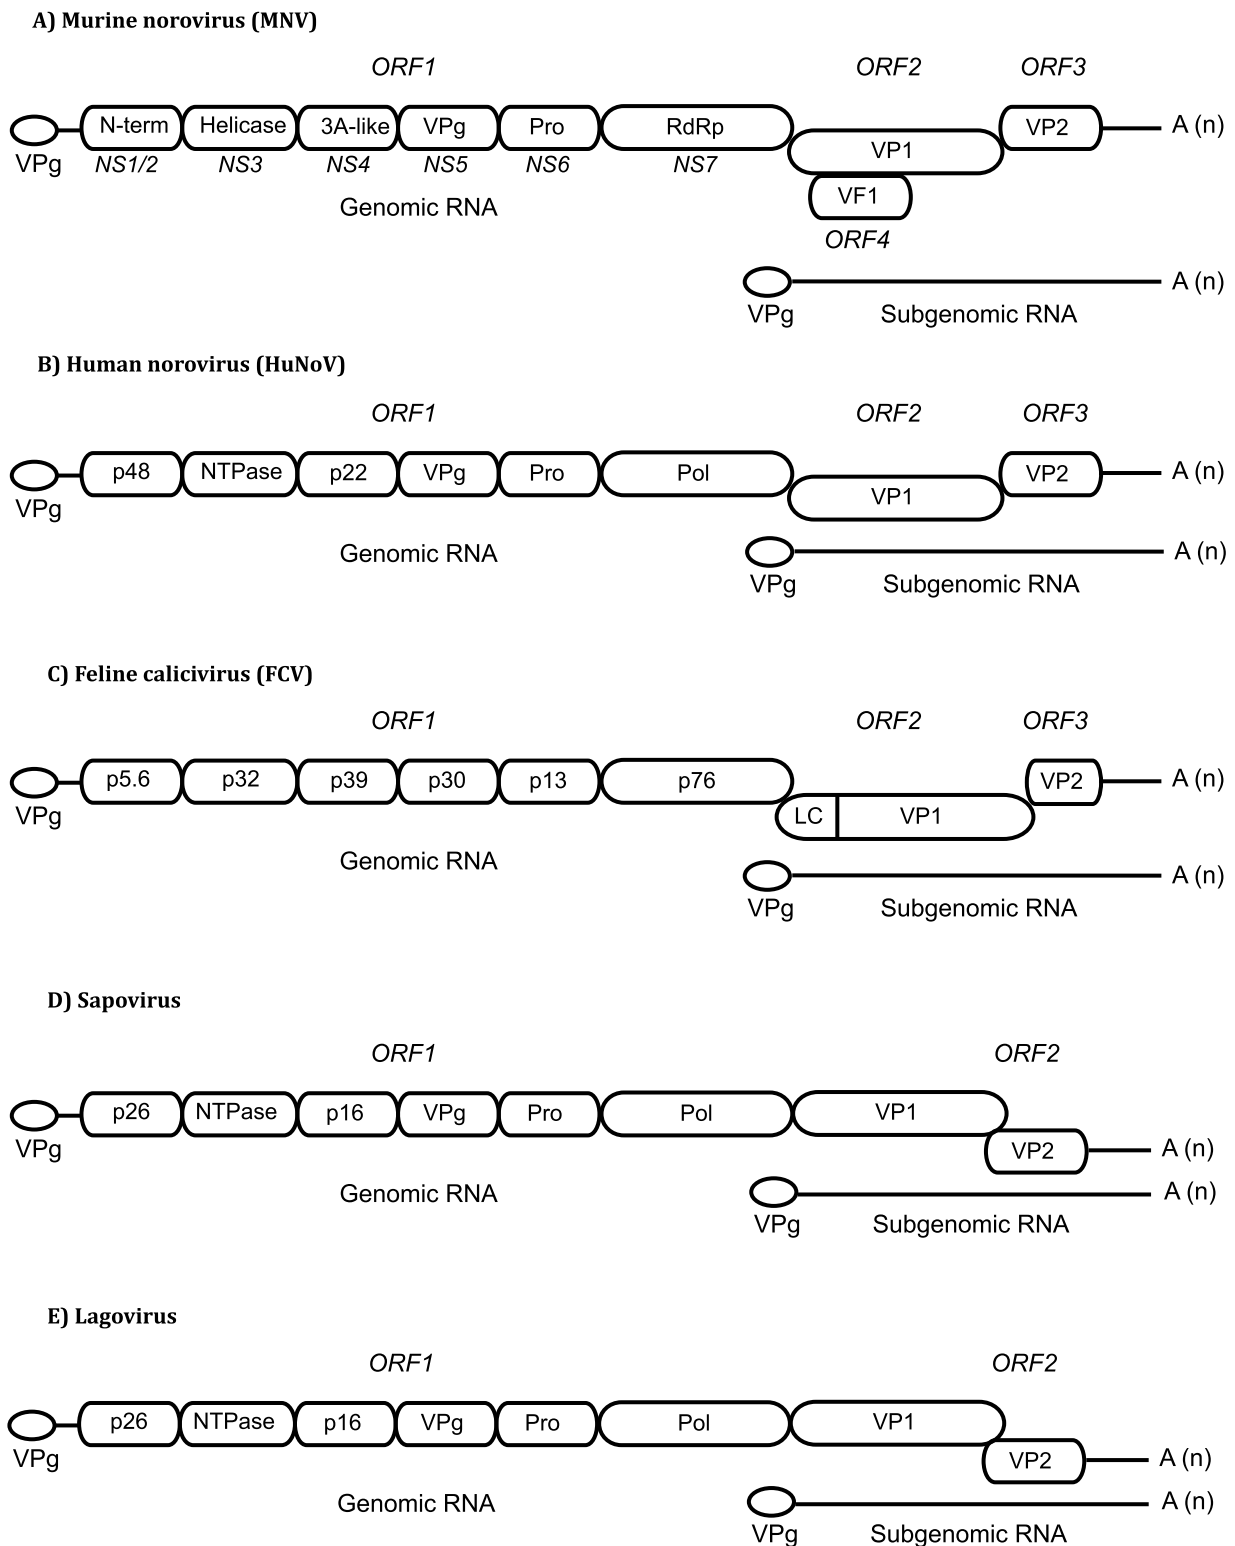 A) Murine norovirus (MNV)
ORF1 ORF2 ORF3
N-term Helicase 3A-like VPg Pro RdRp VP2 A (n)
VPg NS1/2 NS3 NS4 NS5 NS6 NS7 VP1
VF1
Genomic RNA
ORF4
A (n)
VPg Subgenomic RNA
B) Human norovirus (HuNoV)
ORF1 ORF2 ORF3
p48 NTPase p22 VPg Pro Pol VP2 A (n)
VPg VP1
Genomic RNA A (n)
VPg Subgenomic RNA
C) Feline calicivirus (FCV)
ORF1 ORF2 ORF3
p5.6 p32 p39 p30 p13 p76 VP2 A (n)
VPg LC VP1
Genomic RNA A (n)
VPg Subgenomic RNA
D) Sapovirus
ORF1 ORF2
p26 NTPase p16 VPg Pro Pol VP1
VPg VP2 A (n)
Genomic RNA A (n)
VPg Subgenomic RNA
E) Lagovirus
ORF1 ORF2
p26 NTPase p16 VPg Pro Pol VP1
VPg VP2 A (n)
Genomic RNA A (n)
VPg Subgenomic RNA